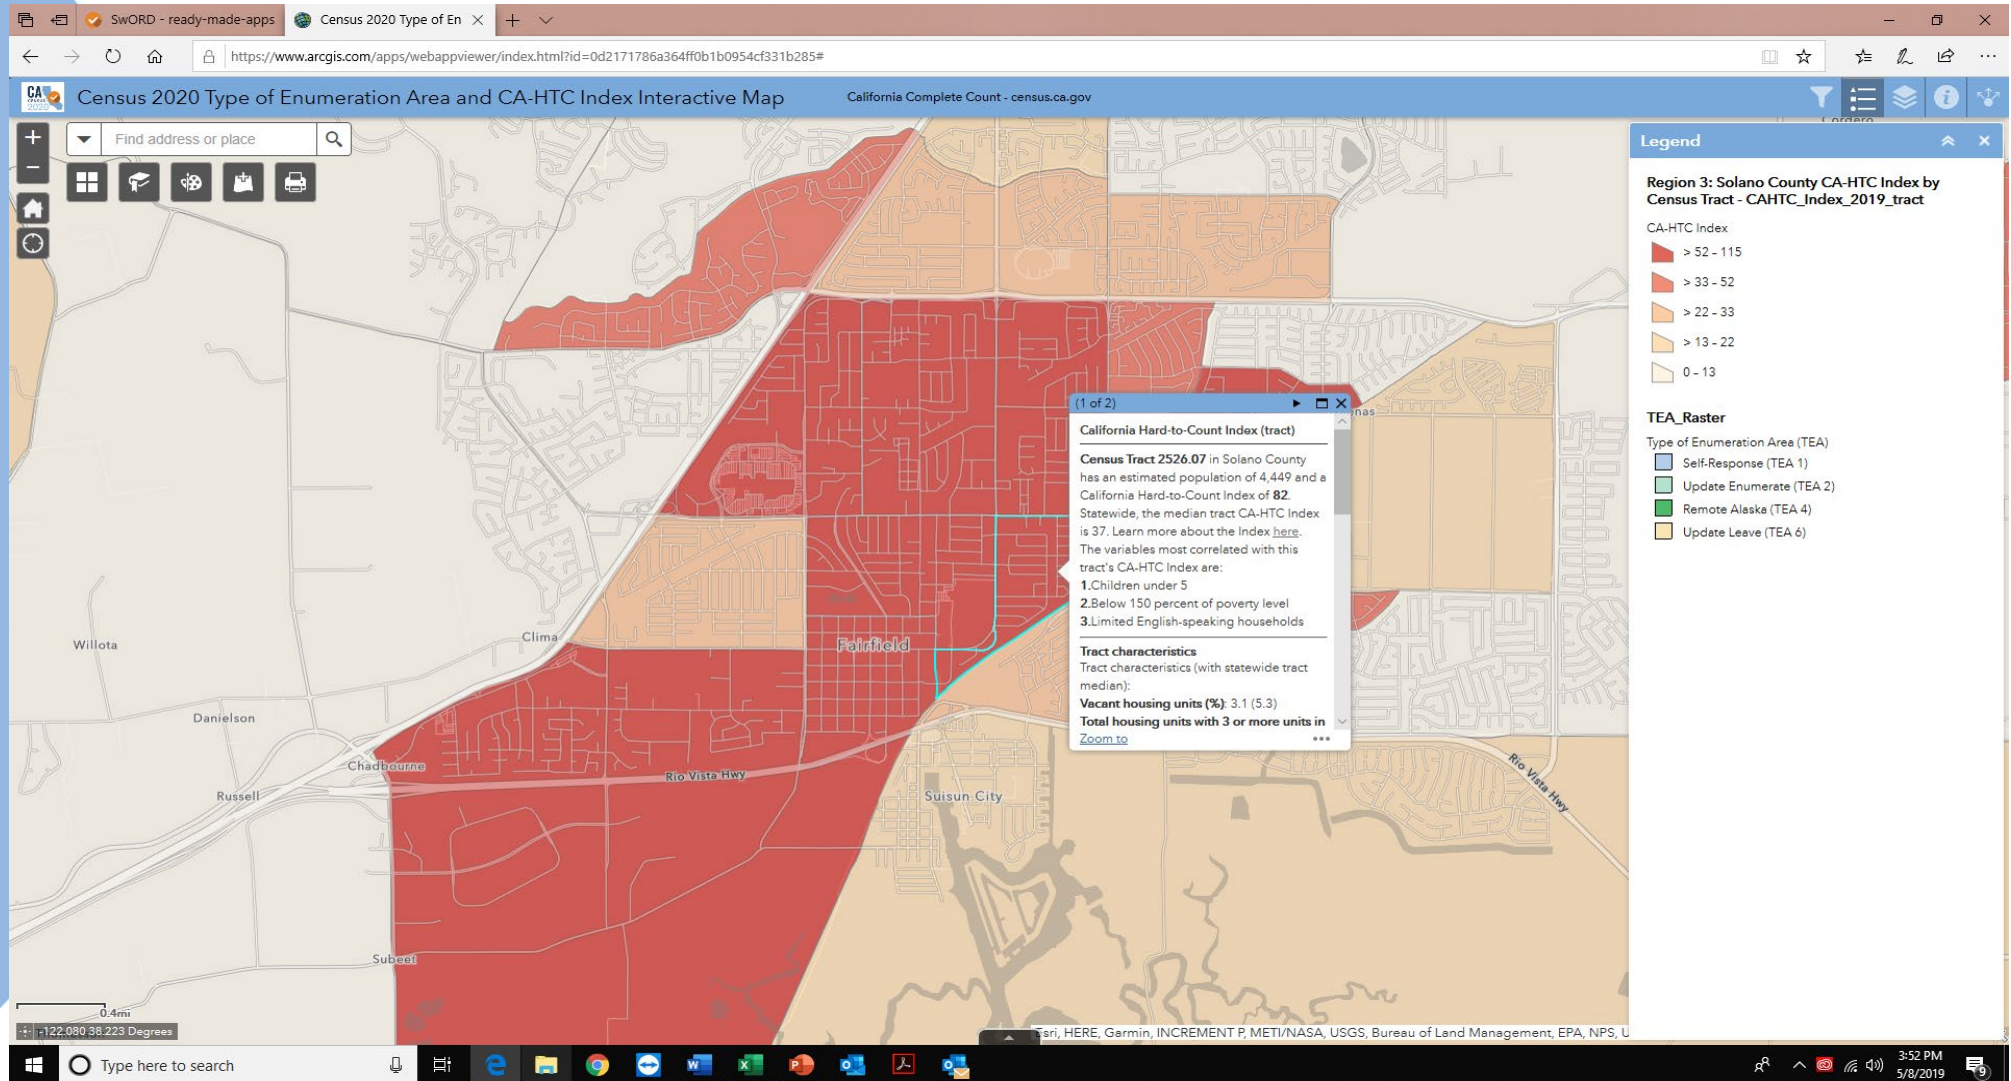 SwORD - ready-made-apps
Census 2020 Type of En
https://www.arcgis.com/apps/webappviewer/index.html?id=0d2171786a364ff0b1b0954cf331b285#
CA
CENSUS
2020
Census 2020 Type of Enumeration Area and CA-HTC Index Interactive Map
California Complete Count - census.ca.gov
Find address or place
Cordero
Legend
Region 3: Solano County CA-HTC Index by
Census Tract - CAHTC_Index_2019_tract
CA-HTC Index
> 52 - 115
> 33 - 52
> 22 - 33
> 13 - 22
0 - 13
TEA_Raster
Type of Enumeration Area (TEA)
Self-Response (TEA 1)
Update Enumerate (TEA 2)
Remote Alaska (TEA 4)
Update Leave (TEA 6)
(1 of 2)
California Hard-to-Count Index (tract)
Census Tract 2526.07 in Solano County
has an estimated population of 4,449 and a
California Hard-to-Count Index of 82.
Statewide, the median tract CA-HTC Index
is 37. Learn more about the Index here.
The variables most correlated with this
tract's CA-HTC Index are:
1.Children under 5
2.Below 150 percent of poverty level
3.Limited English-speaking households
Tract characteristics
Tract characteristics (with statewide tract
median):
Vacant housing units (%): 3.1 (5.3)
Total housing units with 3 or more units in
Zoom to
nas
Willota
Clima
Fairfield
Danielson
Chadbourne
Russell
Rio Vista Hwy
Suisun City
Rio Vista Hwy
Subeet
0.4mi
-122.080 38.223 Degrees
Esri, HERE, Garmin, INCREMENT P, METI/NASA, USGS, Bureau of Land Management, EPA, NPS, U
Type here to search
3:52 PM
5/8/2019
9